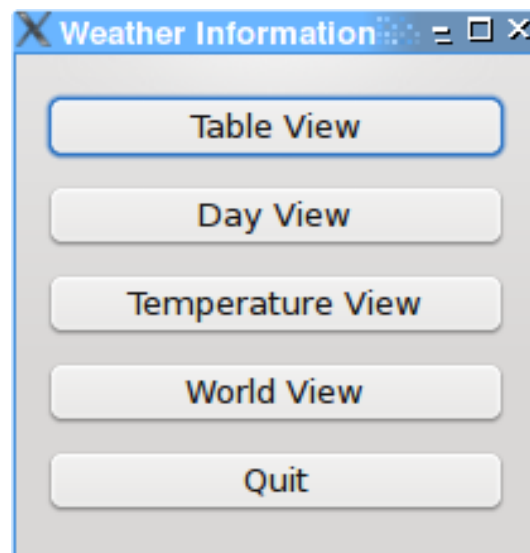 Weather Information
Table View
Day View
Temperature View
World View
Quit